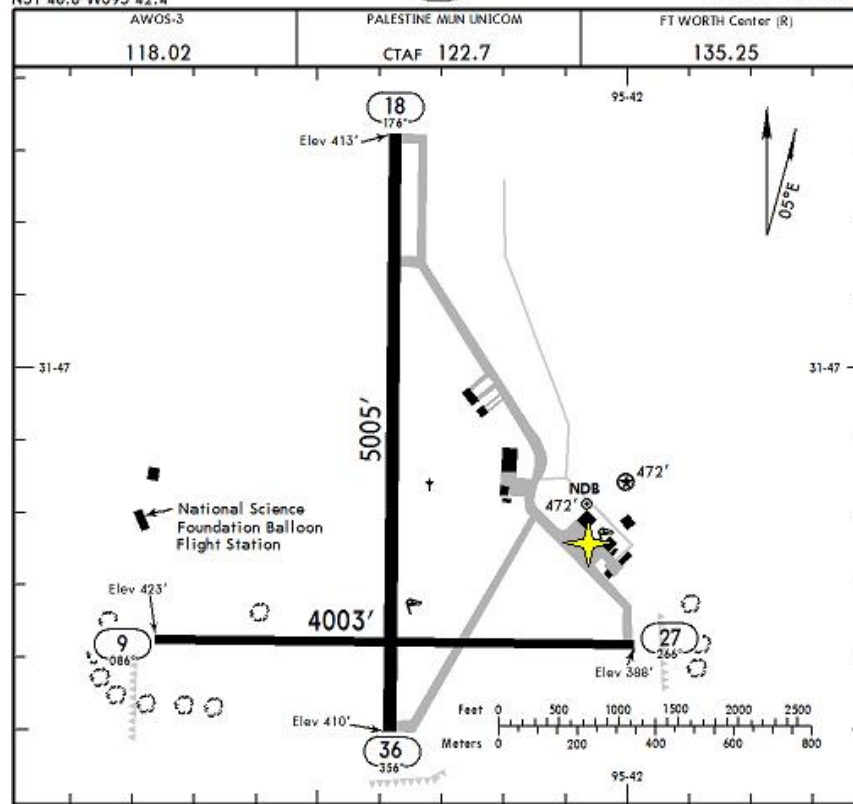 AWOS-3
118.02
PALESTINE MUN UNICOM
CTAF 122.7
FT WORTH Center (R)
135.25
95-42
18
176°
Elev 413'
05°E
31-47
31-47
5005'
472'
NDB
472'
National Science
Foundation Balloon
Flight Station
Elev 423'
4003'
9
086°
27
266°
Elev 388'
Elev 410'
Feet 0 500 1000 1500 2000 2500
Meters 0 200 400 600 800
36
356°
95-42